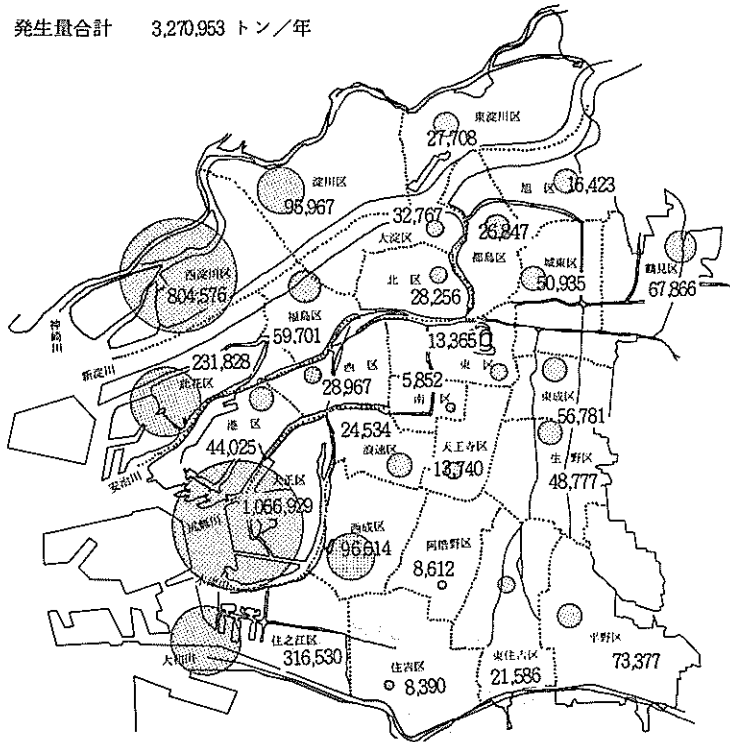 発生量合計 3,270,953 トン／年
東淀川区
27,708
淀川区
95,967
旭区
16,423
32,767
大淀区
26,847
都島区
城東区
50,935
鶴見区
67,866
西淀川区
804,576
北区
28,256
神崎川
福島区
59,701
新淀川
231,828
此花区
西区
28,967
13,365
東区
5,852
南区
東成区
56,781
港区
44,025
安治川
24,534
浪速区
天王寺区
13,740
生野区
48,777
大正区
1,066,929
尻無川
西成区
96,614
阿倍野区
8,612
住之江区
316,530
大和川
住吉区
8,390
東住吉区
21,586
平野区
73,377